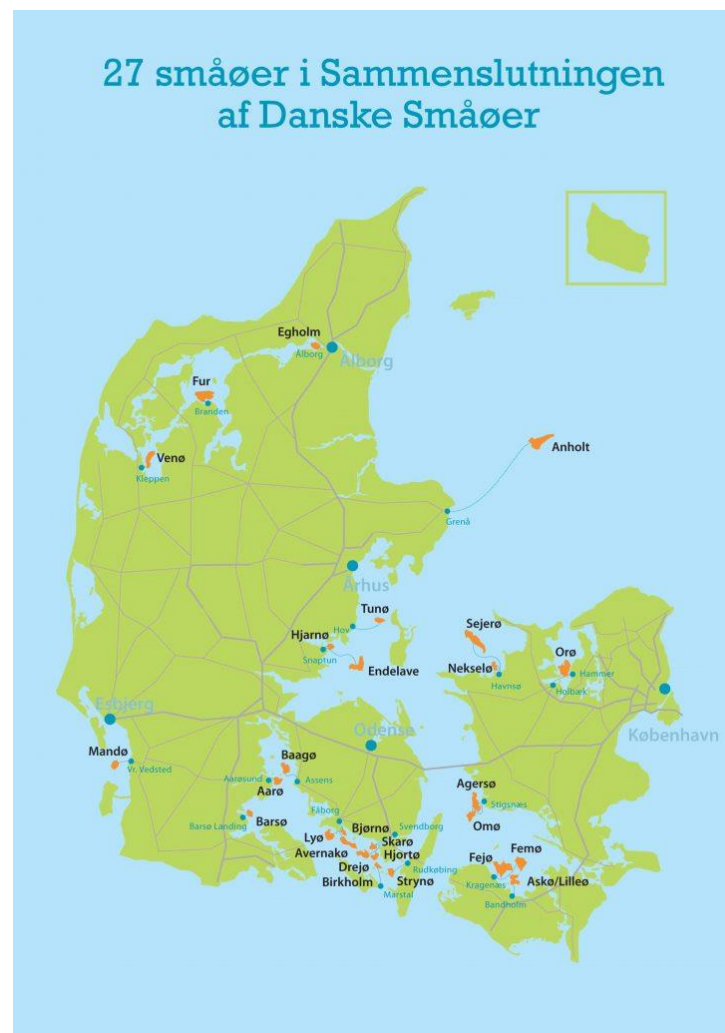 27 småøer i Sammenslutningen
af Danske Småøer
Egholm
Ålborg
Ålborg
Fur
Branden
Venø
Kleppen
Anholt
Grenå
Århus
Tunø
Hov
Hjarnø
Snaptun
Endelave
Sejerø
Nekselø
Havnsø
Orø
Hammer
Holbæk
København
Esbjerg
Mandø
Vr. Vedsted
Odense
Baagø
Aarøsund
Assens
Aarø
Barsø
Barsø Landing
Fåborg
Lyø
Bjørnø
Svendborg
Avernakø
Skarø
Hjortø
Drejø
Rudkøbing
Birkholm
Strynø
Marstal
Agersø
Stigsnæs
Omø
Femø
Fejø
Kragenæs
Askø/Lilleø
Bandholm